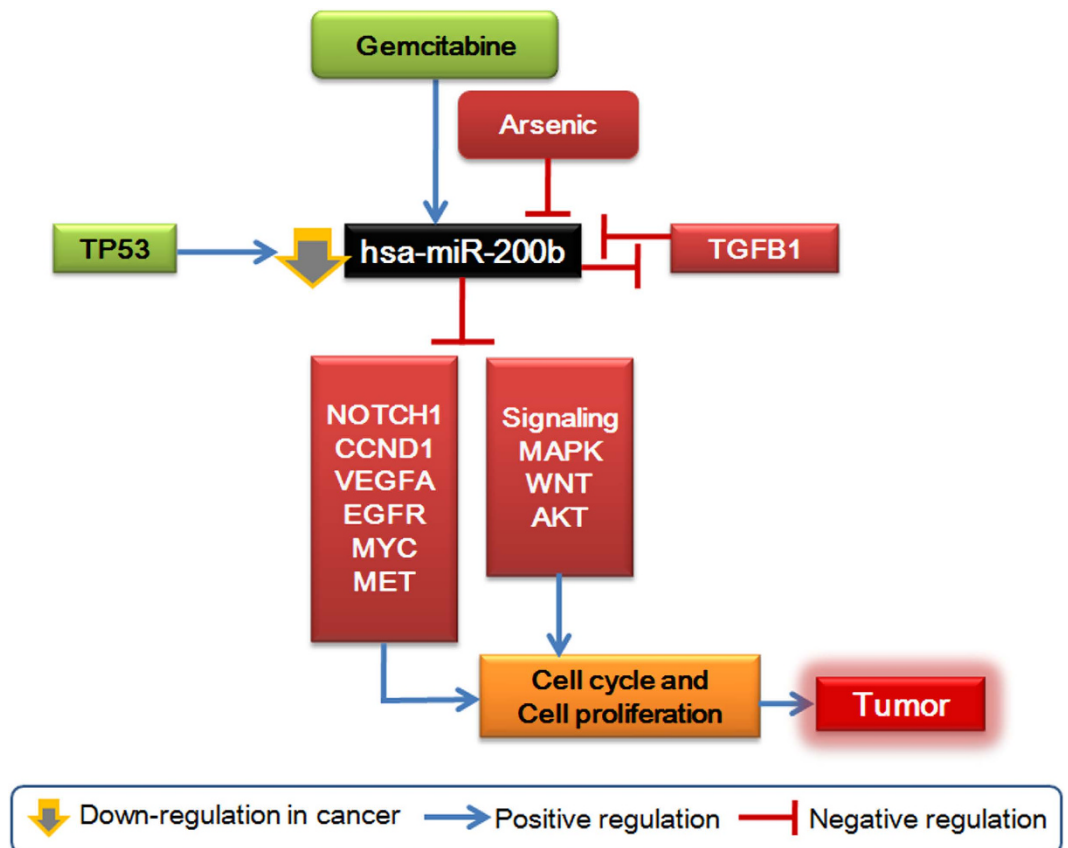 Gemcitabine
Arsenic
TP53
hsa-miR-200b
TGFB1
NOTCH1
CCND1
VEGFA
EGFR
MYC
MET
Signaling
MAPK
WNT
AKT
Cell cycle and
Cell proliferation
Tumor
Down-regulation in cancer
Positive regulation
Negative regulation